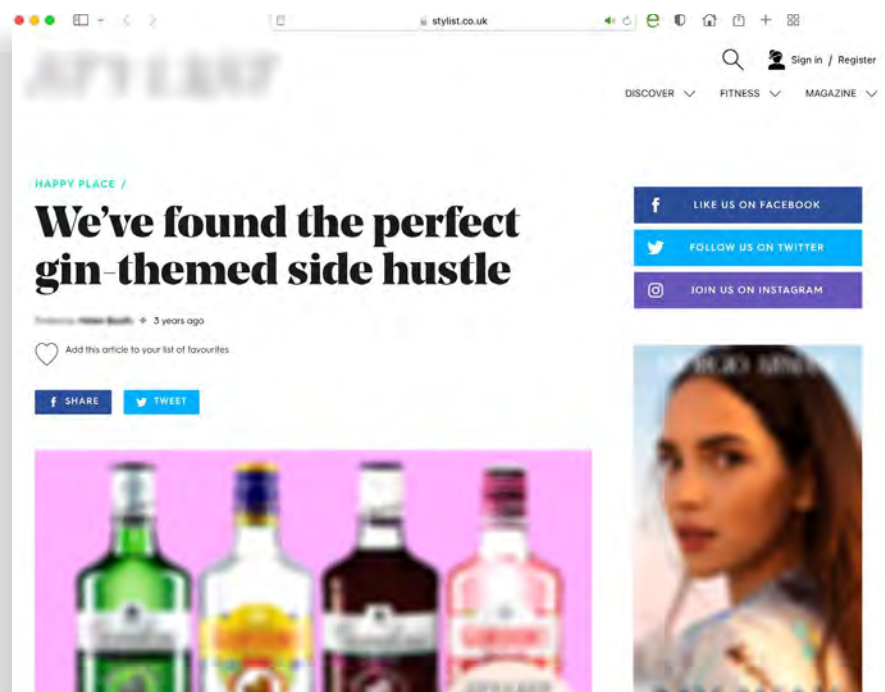 stylist.co.uk
Sign in / Register
DISCOVER
FITNESS
MAGAZINE
HAPPY PLACE /
We've found the perfect
gin-themed side hustle
3 years ago
Add this article to your list of favourites
SHARE
TWEET
LIKE US ON FACEBOOK
FOLLOW US ON TWITTER
JOIN US ON INSTAGRAM